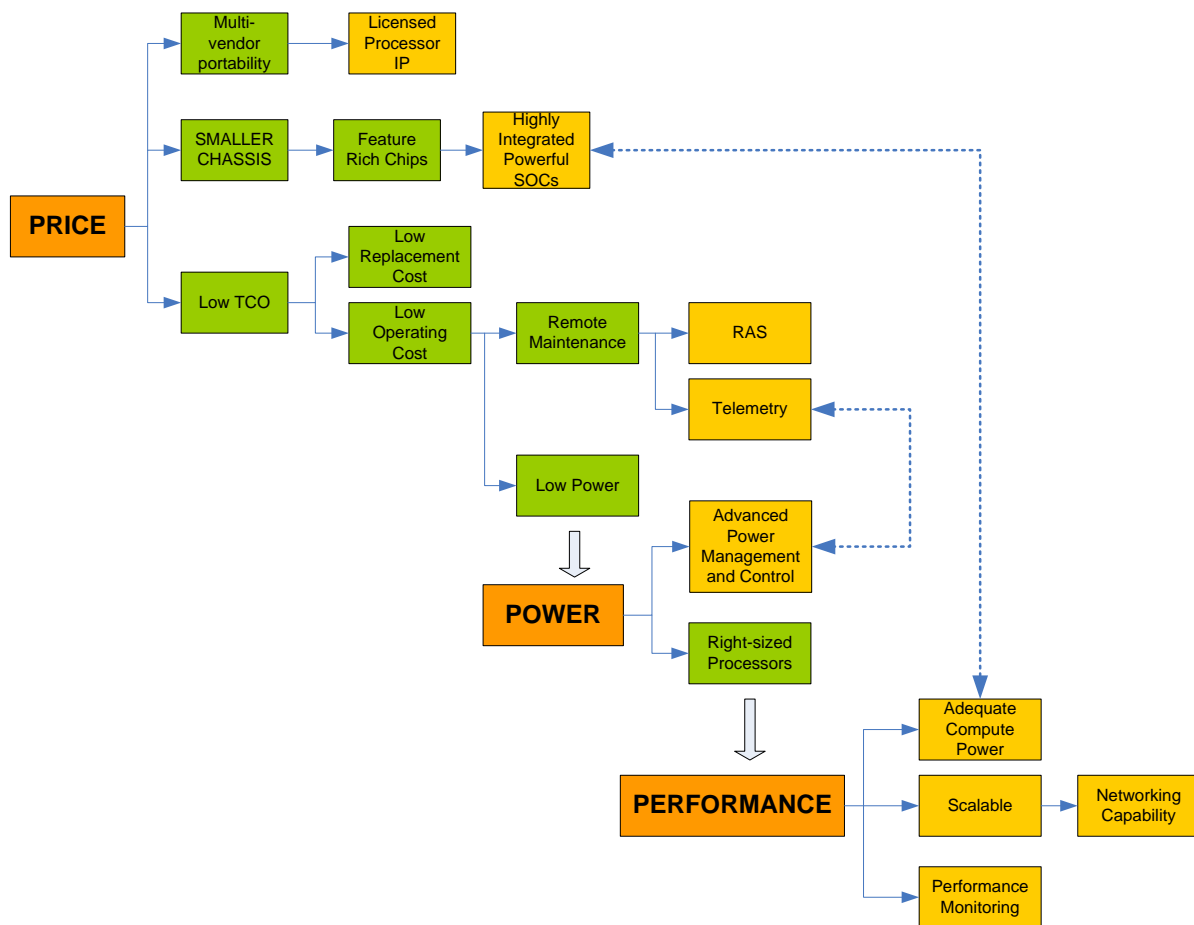 Multi-
vendor
portability
Licensed
Processor
IP
SMALLER
CHASSIS
Feature
Rich Chips
Highly
Integrated
Powerful
SOCs
PRICE
Low TCO
Low
Replacement
Cost
Low
Operating
Cost
Remote
Maintenance
RAS
Telemetry
Low Power
Advanced
Power
Management
and Control
POWER
Right-sized
Processors
Adequate
Compute
Power
PERFORMANCE
Scalable
Networking
Capability
Performance
Monitoring